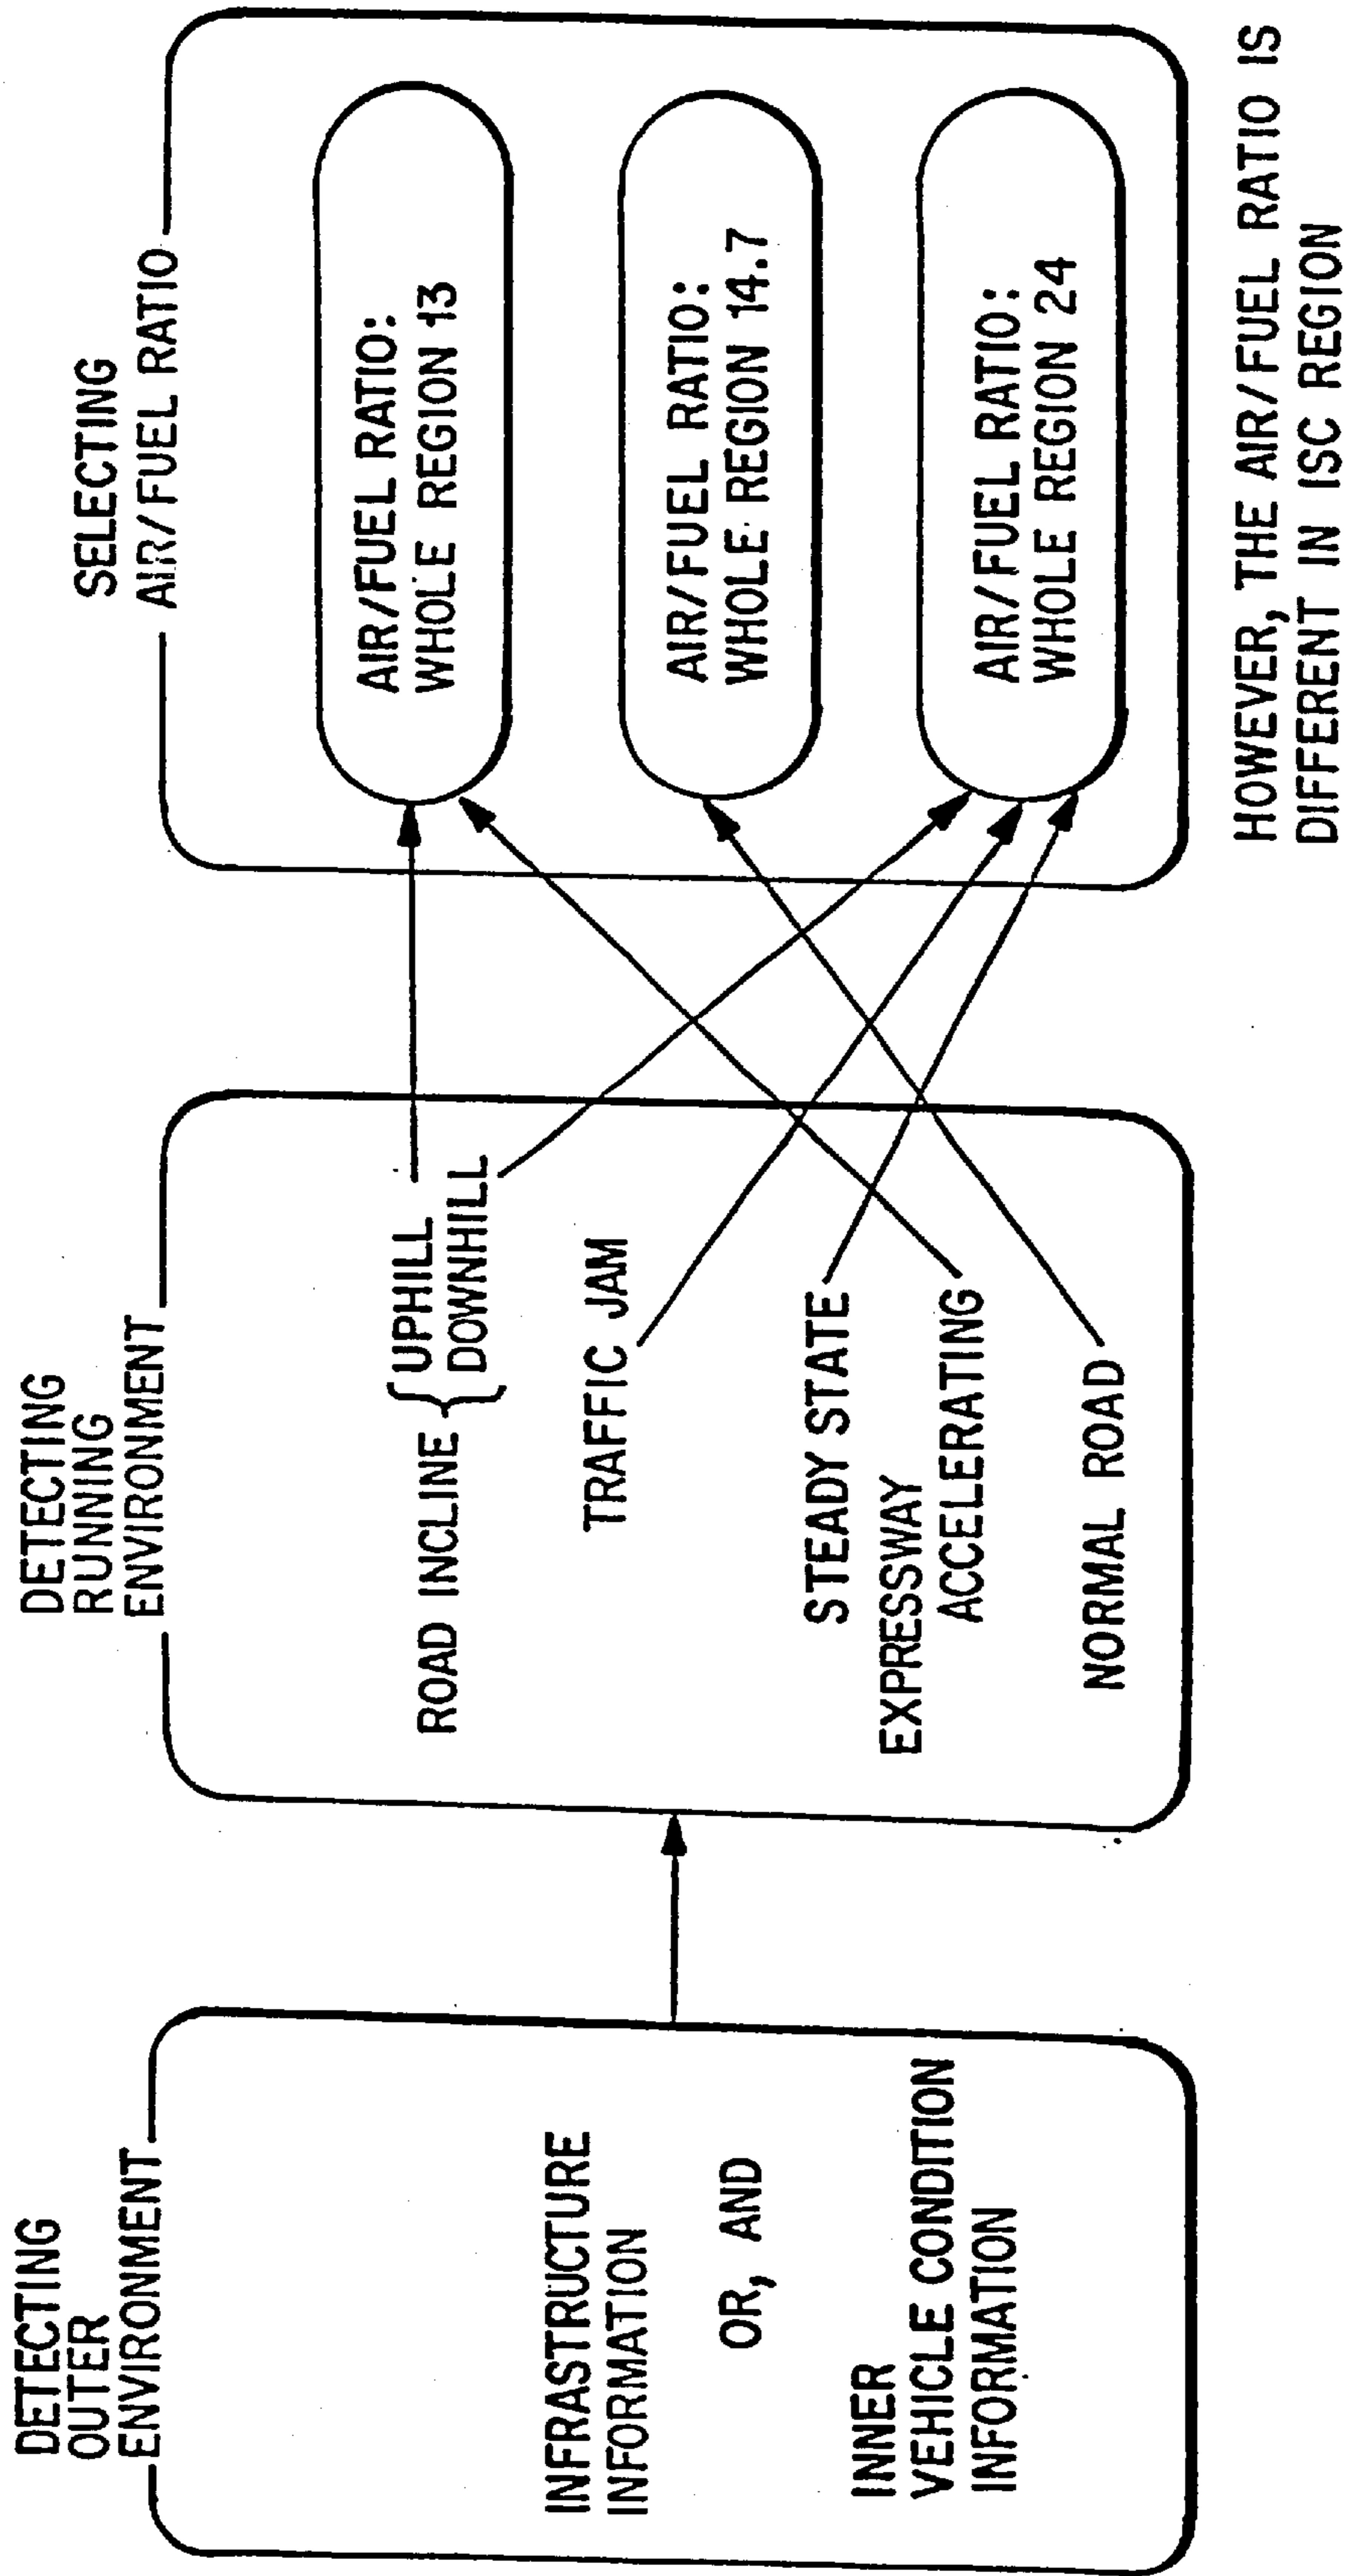 DETECTING
OUTER
ENVIRONMENT
INFRASTRUCTURE
INFORMATION
OR, AND
INNER
VEHICLE CONDITION
INFORMATION
DETECTING
RUNNING
ENVIRONMENT
ROAD INCLINE { UPHILL
DOWNHILL
TRAFFIC JAM
STEADY STATE
EXPRESSWAY
ACCELERATING
NORMAL ROAD
SELECTING
AIR/FUEL RATIO
AIR/FUEL RATIO:
WHOLE REGION 13
AIR/FUEL RATIO:
WHOLE REGION 14.7
AIR/FUEL RATIO:
WHOLE REGION 24
HOWEVER, THE AIR/FUEL RATIO IS
DIFFERENT IN ISC REGION